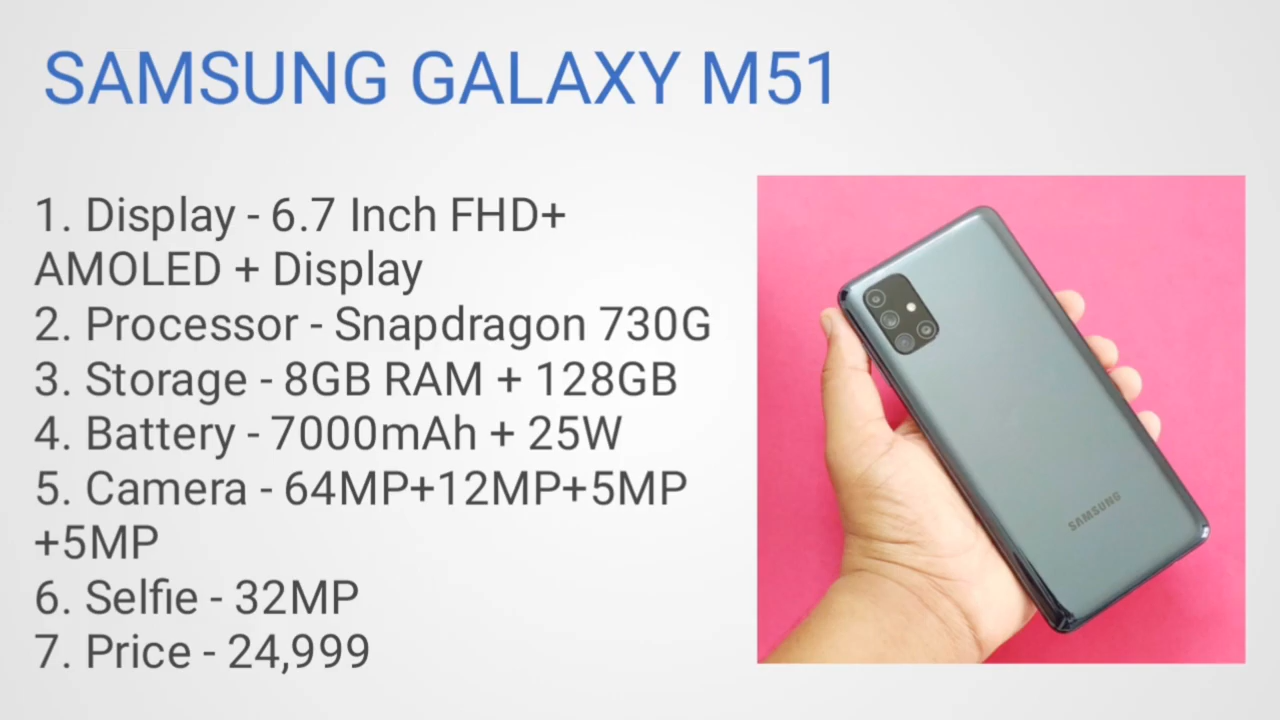 SAMSUNG GALAXY M51
1. Display - 6.7 Inch FHD+
AMOLED + Display
2. Processor - Snapdragon 730G
3. Storage - 8GB RAM + 128GB
4. Battery - 7000mAh + 25W
5. Camera - 64MP+12MP+5MP
+5MP
6. Selfie - 32MP
7. Price - 24,999
SAMSUNG